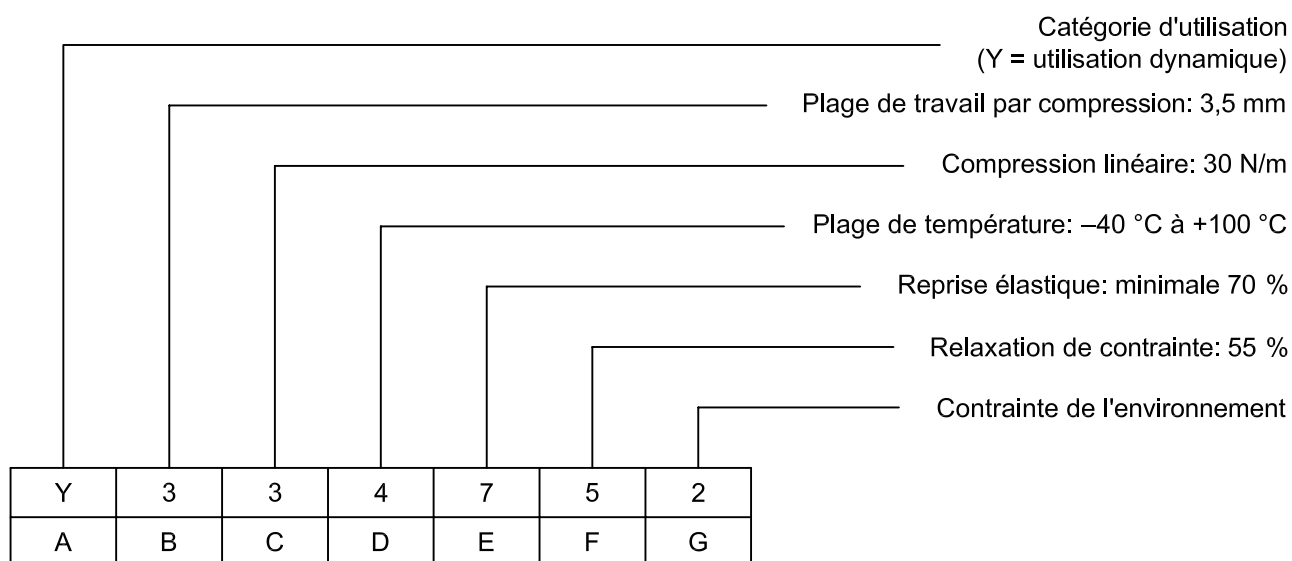 Catégorie d'utilisation
(Y = utilisation dynamique)
Plage de travail par compression: 3,5 mm
Compression linéaire: 30 N/m
Plage de température: –40 °C à +100 °C
Reprise élastique: minimale 70 %
Relaxation de contrainte: 55 %
Contrainte de l'environnement
Y 3 3 4 7 5 2
A B C D E F G